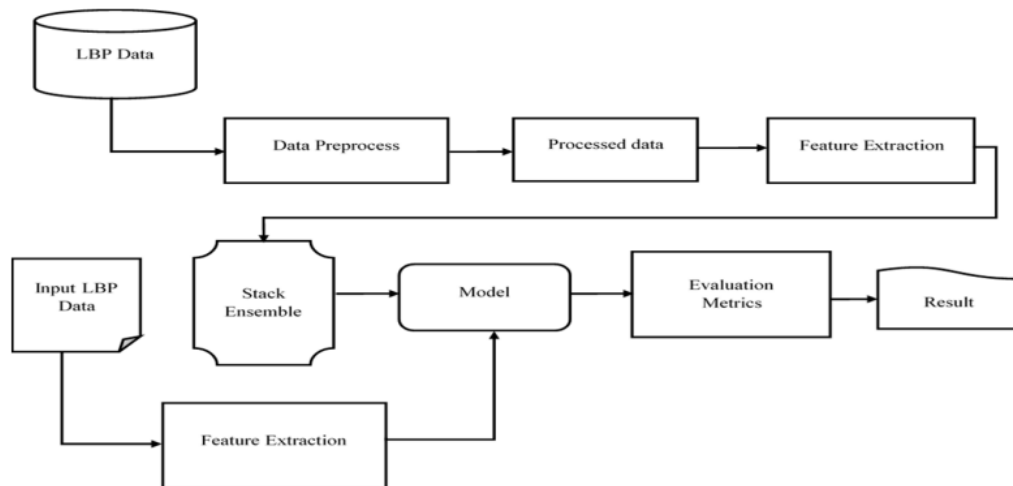 LBP Data
Data Preprocess
Processed data
Feature Extraction
Input LBP
Data
Stack
Ensemble
Model
Evaluation
Metrics
Result
Feature Extraction